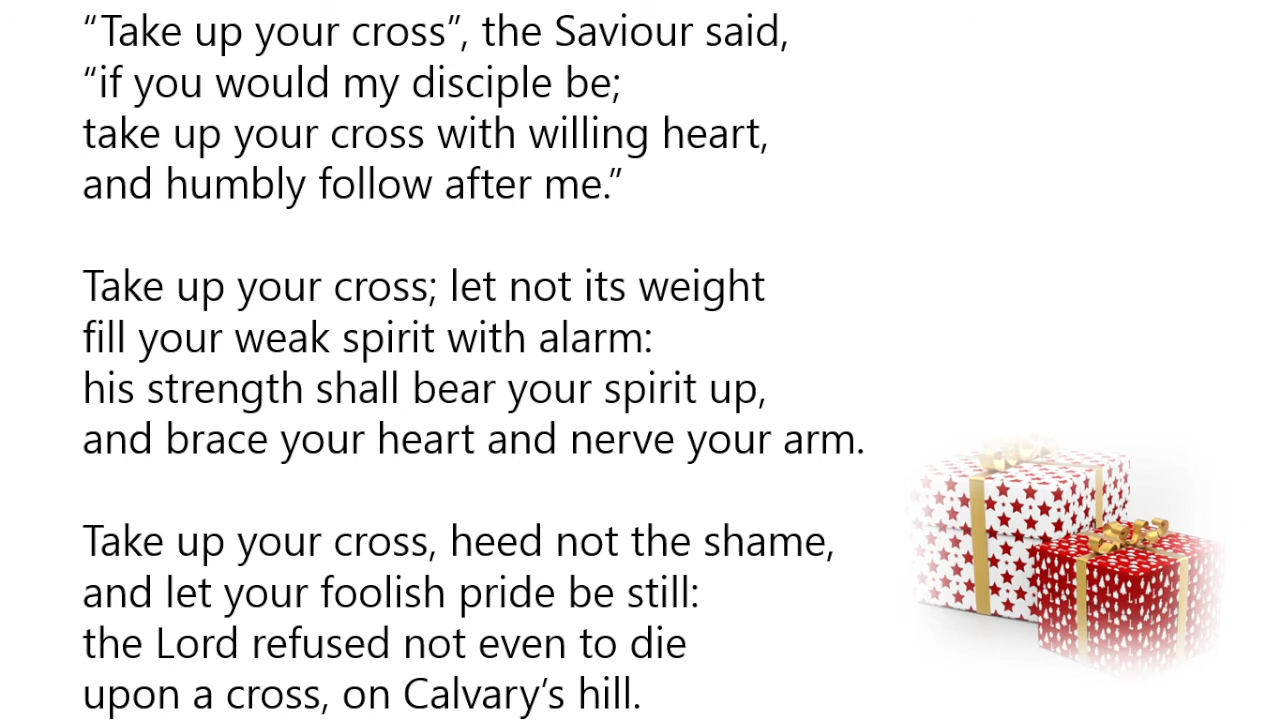 “Take up your cross”, the Saviour said,
“if you would my disciple be;
take up your cross with willing heart,
and humbly follow after me.”
Take up your cross; let not its weight
fill your weak spirit with alarm:
his strength shall bear your spirit up,
and brace your heart and nerve your arm.
Take up your cross, heed not the shame,
and let your foolish pride be still:
the Lord refused not even to die
upon a cross, on Calvary’s hill.